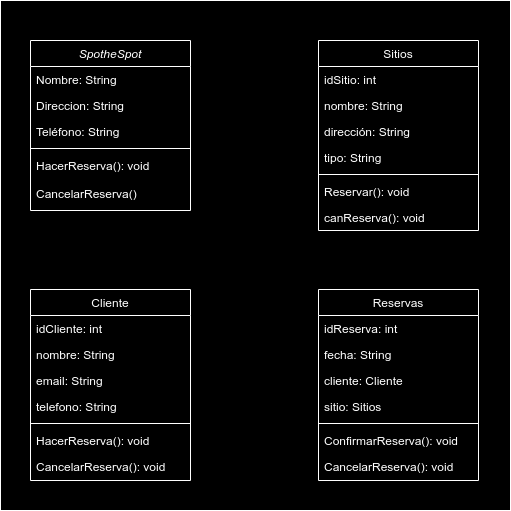 SpotheSpot
Nombre: String
Direccion: String
Teléfono: String
HacerReserva(): void
CancelarReserva()
Sitios
idSitio: int
nombre: String
dirección: String
tipo: String
Reservar(): void
canReserva(): void
Cliente
idCliente: int
nombre: String
email: String
telefono: String
HacerReserva(): void
CancelarReserva(): void
Reservas
idReserva: int
fecha: String
cliente: Cliente
sitio: Sitios
ConfirmarReserva(): void
CancelarReserva(): void